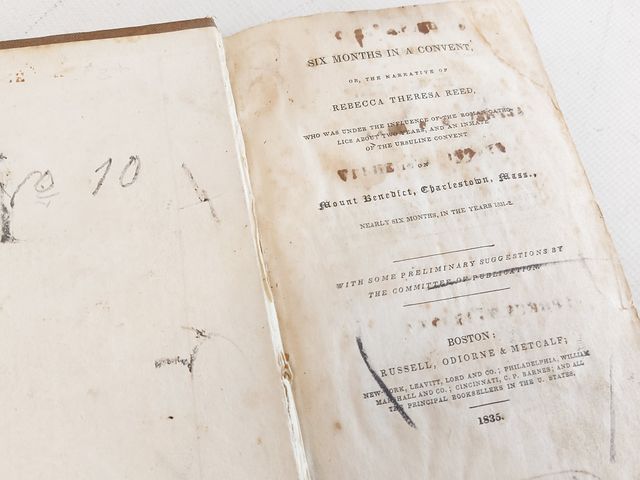 No 10
SIX MONTHS IN A CONVENT,
OR, THE NARRATIVE OF
REBECCA THERESA REED,
WHO WAS UNDER THE INFLUENCE OF THE ROMAN CATHO-
LICS ABOUT TWO YEARS, AND AN INMATE
OF THE URSULINE CONVENT
ON
Mount Benedict, Charlestown, Mass.,
NEARLY SIX MONTHS, IN THE YEARS 1831-2.
WITH SOME PRELIMINARY SUGGESTIONS BY
THE COMMITTEE OF PUBLICATION.
BOSTON:
RUSSELL, ODIORNE & METCALF;
NEW-YORK, LEAVITT, LORD AND CO.; PHILADELPHIA, WILLIAM
MARSHALL AND CO.; CINCINNATI, C. P. BARNES; AND ALL
THE PRINCIPAL BOOKSELLERS IN THE U. STATES.
1835.